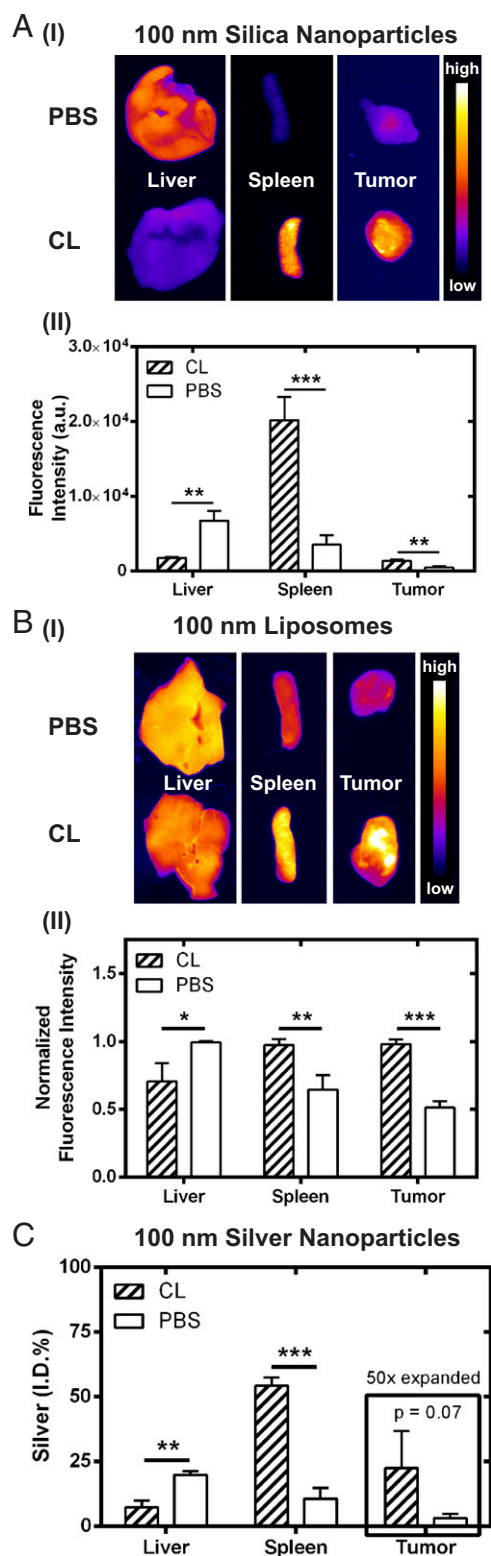 A (I) 100 nm Silica Nanoparticles
PBS
high
Liver Spleen Tumor
CL
low
(II)
3.0×10⁴
CL
PBS
***
2.0×10⁴
Fluorescence
Intensity (a.u.)
**
1.0×10⁴
**
0
Liver Spleen Tumor
B (I) 100 nm Liposomes
high
PBS
Liver Spleen Tumor
CL
low
(II)
1.5
CL
PBS
* ** ***
Normalized
Fluorescence Intensity
1.0
0.5
0.0
Liver Spleen Tumor
C 100 nm Silver Nanoparticles
100
CL
PBS
75
***
50x expanded
p = 0.07
Silver (I.D.%)
50
**
25
0
Liver Spleen Tumor